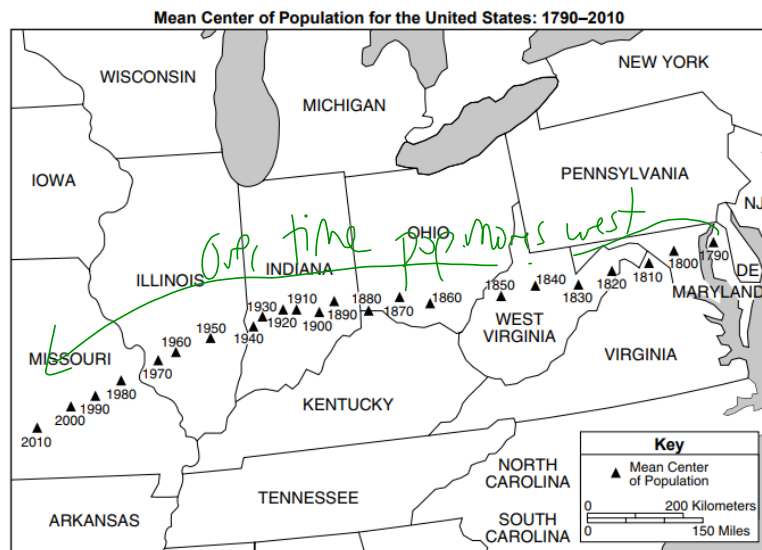 Mean Center of Population for the United States: 1790–2010
WISCONSIN
NEW YORK
MICHIGAN
IOWA
PENNSYLVANIA
NJ
Over time pop. moves west
OHIO
INDIANA
ILLINOIS
1790
1800
1810
1820
1830
1840
1850
DE
MARYLAND
WEST
VIRGINIA
VIRGINIA
1860
1870
1880
1890
1900
1910
1920
1930
1940
1950
1960
1970
MISSOURI
1980
1990
2000
2010
KENTUCKY
NORTH
CAROLINA
TENNESSEE
SOUTH
CAROLINA
ARKANSAS
Key
Mean Center
of Population
0 200 Kilometers
0 150 Miles